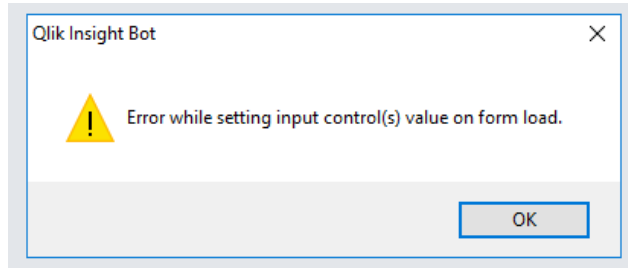 Qlik Insight Bot
Error while setting input control(s) value on form load.
OK